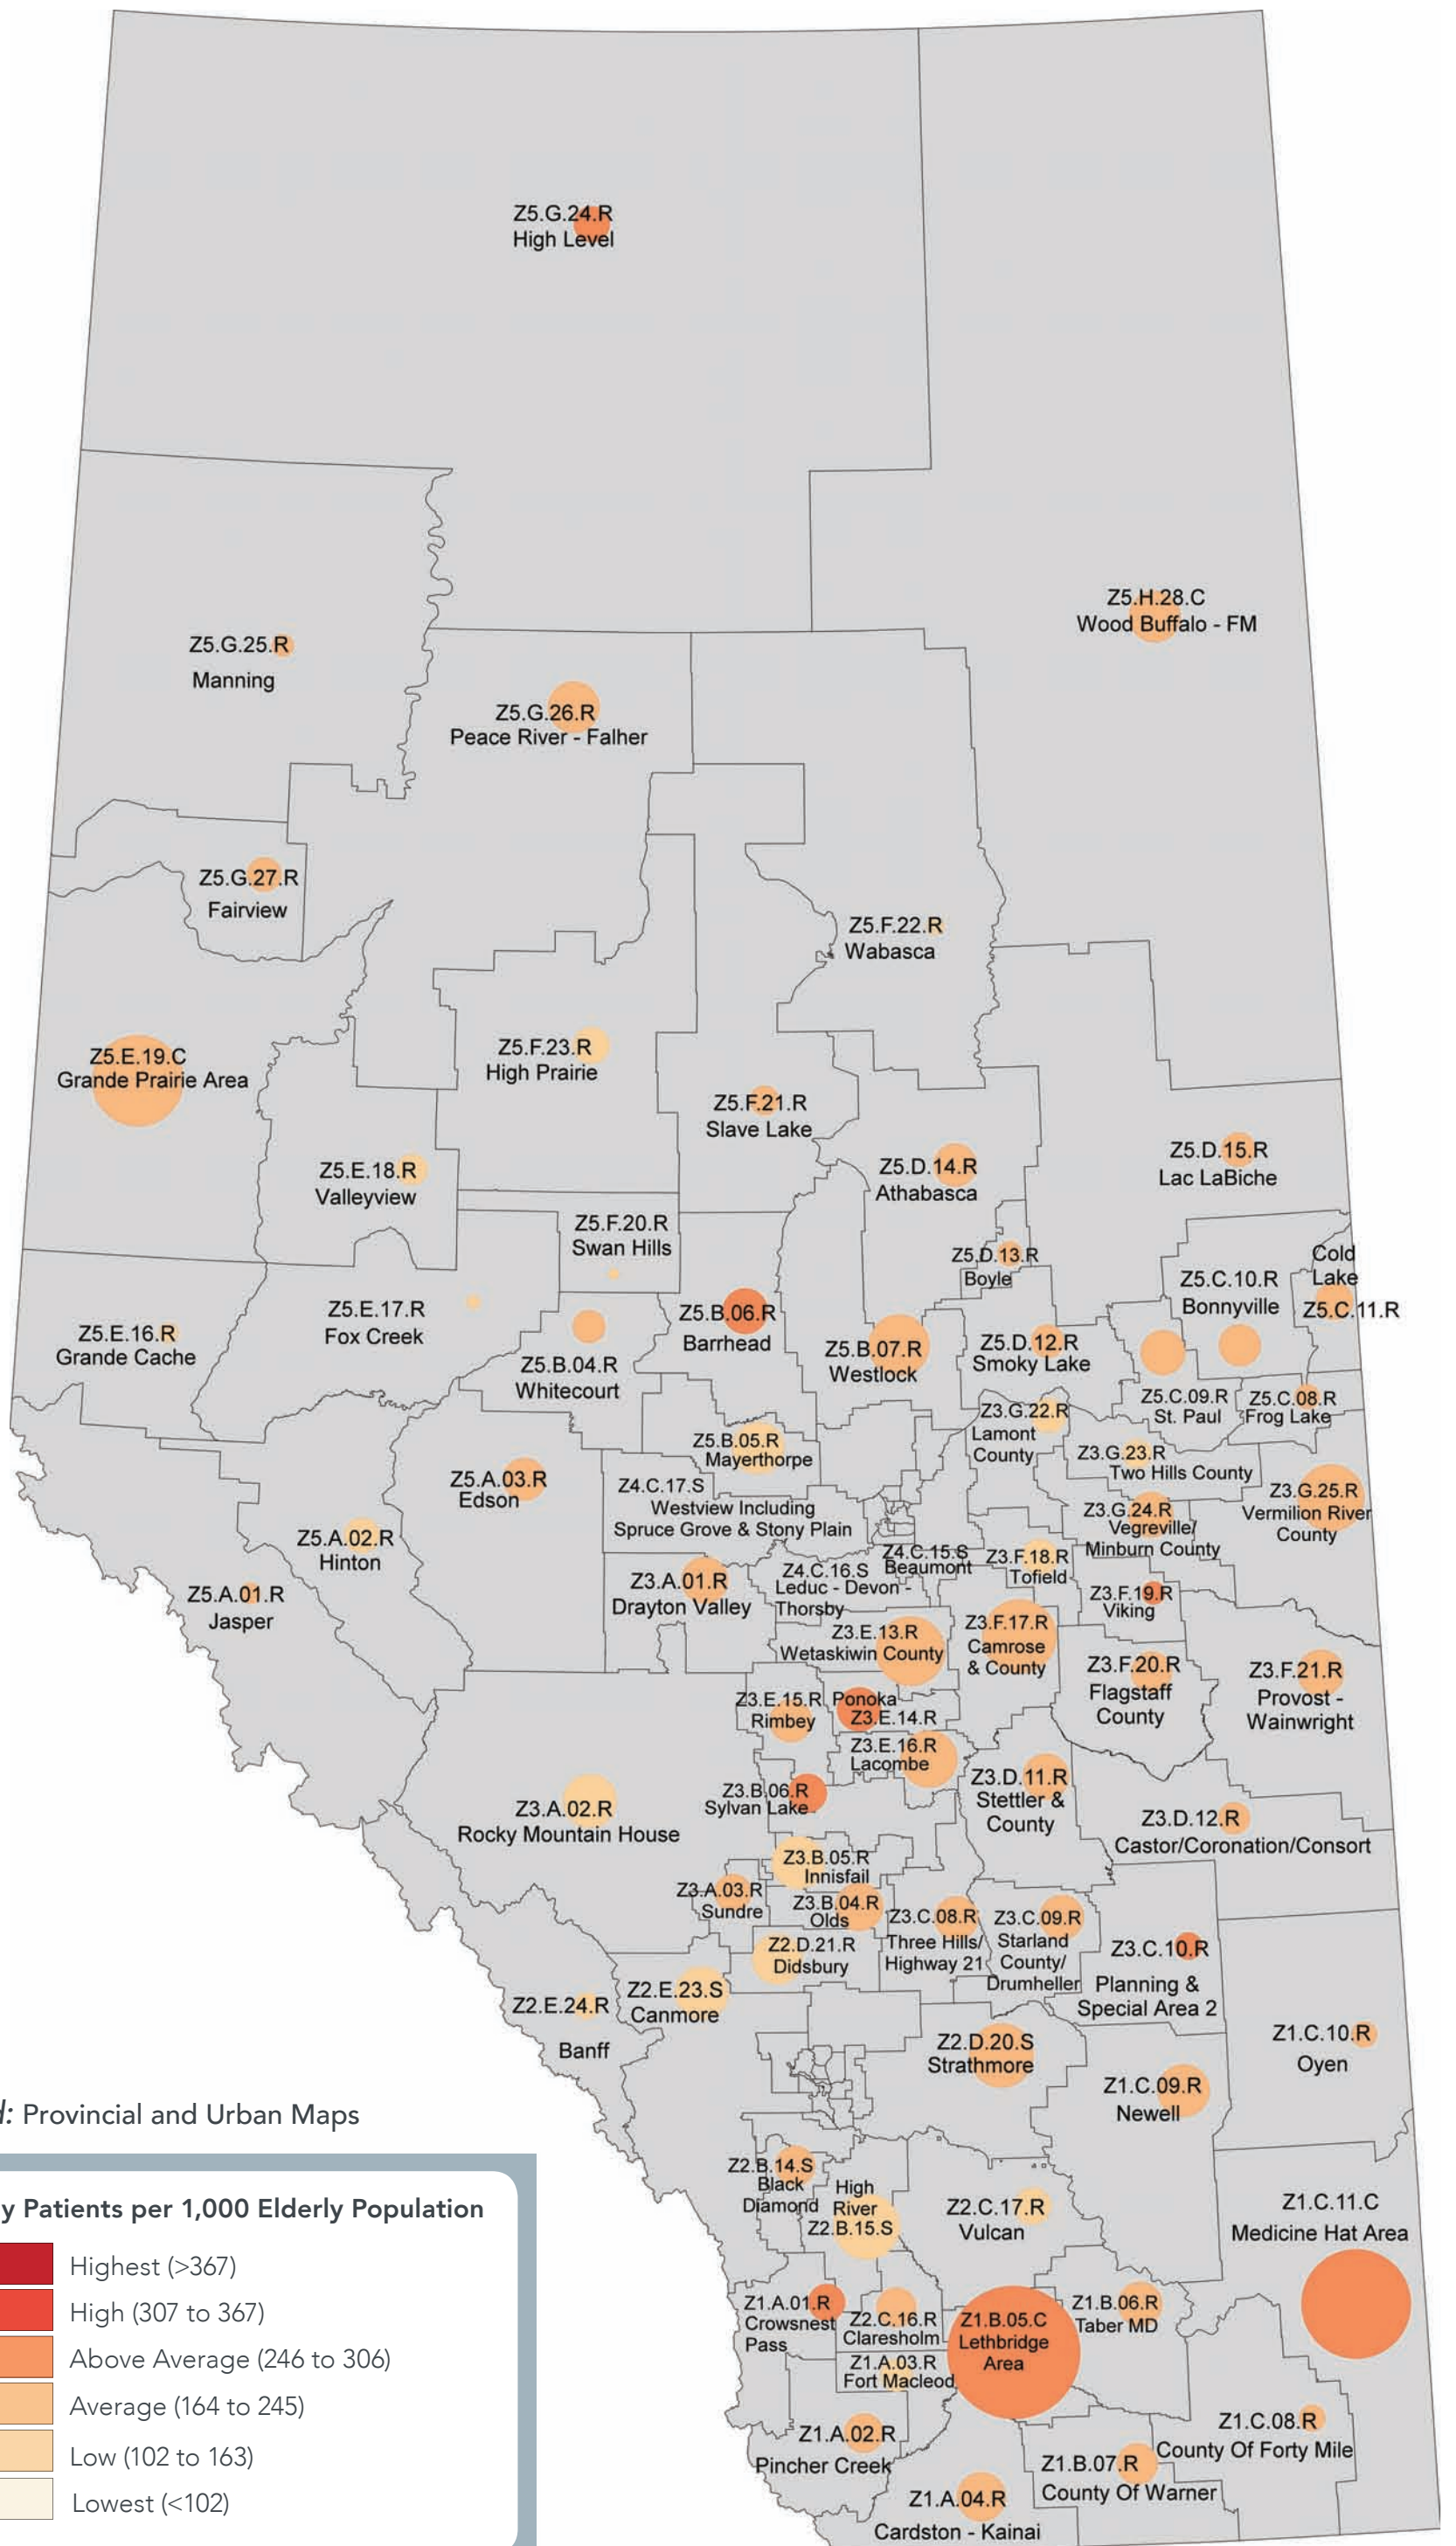 Z5.G.24.R
High Level
Z5.H.28.C
Wood Buffalo - FM
Z5.G.25.R
Manning
Z5.G.26.R
Peace River - Falher
Z5.G.27.R
Fairview
Z5.F.22.R
Wabasca
Z5.E.19.C
Grande Prairie Area
Z5.F.23.R
High Prairie
Z5.F.21.R
Slave Lake
Z5.E.18.R
Valleyview
Z5.D.14.R
Athabasca
Z5.D.15.R
Lac LaBiche
Z5.F.20.R
Swan Hills
Z5.D.13.R
Boyle
Cold
Lake
Z5.C.11.R
Z5.C.10.R
Bonnyville
Z5.E.17.R
Fox Creek
Z5.B.06.R
Barrhead
Z5.E.16.R
Grande Cache
Z5.B.04.R
Whitecourt
Z5.B.07.R
Westlock
Z5.D.12.R
Smoky Lake
Z5.C.09.R
St. Paul
Z5.C.08.R
Frog Lake
Z3.G.22.R
Lamont
County
Z5.B.05.R
Mayerthorpe
Z3.G.23.R
Two Hills County
Z5.A.03.R
Edson
Z4.C.17.S
Westview Including
Spruce Grove & Stony Plain
Z3.G.25.R
Vermilion River
County
Z3.G.24.R
Vegreville/
Minburn County
Z5.A.02.R
Hinton
Z4.C.15.S
Beaumont
Z3.F.18.R
Tofield
Z4.C.16.S
Leduc - Devon -
Thorsby
Z3.A.01.R
Drayton Valley
Z5.A.01.R
Jasper
Z3.F.19.R
Viking
Z3.E.13.R
Wetaskiwin County
Z3.F.17.R
Camrose
& County
Z3.F.20.R
Flagstaff
County
Z3.F.21.R
Provost -
Wainwright
Z3.E.15.R
Rimbey
Ponoka
Z3.E.14.R
Z3.E.16.R
Lacombe
Z3.D.11.R
Stettler &
County
Z3.B.06.R
Sylvan Lake
Z3.A.02.R
Rocky Mountain House
Z3.D.12.R
Castor/Coronation/Consort
Z3.B.05.R
Innisfail
Z3.A.03.R
Sundre
Z3.B.04.R
Olds
Z3.C.08.R
Three Hills/
Highway 21
Z3.C.09.R
Starland
County/
Drumheller
Z3.C.10.R
Planning &
Special Area 2
Z2.D.21.R
Didsbury
Z2.E.23.S
Canmore
Z2.E.24.R
Banff
Z2.D.20.S
Strathmore
Z1.C.10.R
Oyen
Z1.C.09.R
Newell
Z2.B.14.S
Black
Diamond
High
River
Z2.B.15.S
Z2.C.17.R
Vulcan
Z1.C.11.C
Medicine Hat Area
Z1.A.01.R
Crowsnest
Pass
Z2.C.16.R
Claresholm
Z1.B.05.C
Lethbridge
Area
Z1.B.06.R
Taber MD
Z1.A.03.R
Fort Macleod
Z1.A.02.R
Pincher Creek
Z1.C.08.R
County Of Forty Mile
Z1.B.07.R
County Of Warner
Z1.A.04.R
Cardston - Kainai
d: Provincial and Urban Maps
y Patients per 1,000 Elderly Population
Highest (>367)
High (307 to 367)
Above Average (246 to 306)
Average (164 to 245)
Low (102 to 163)
Lowest (<102)